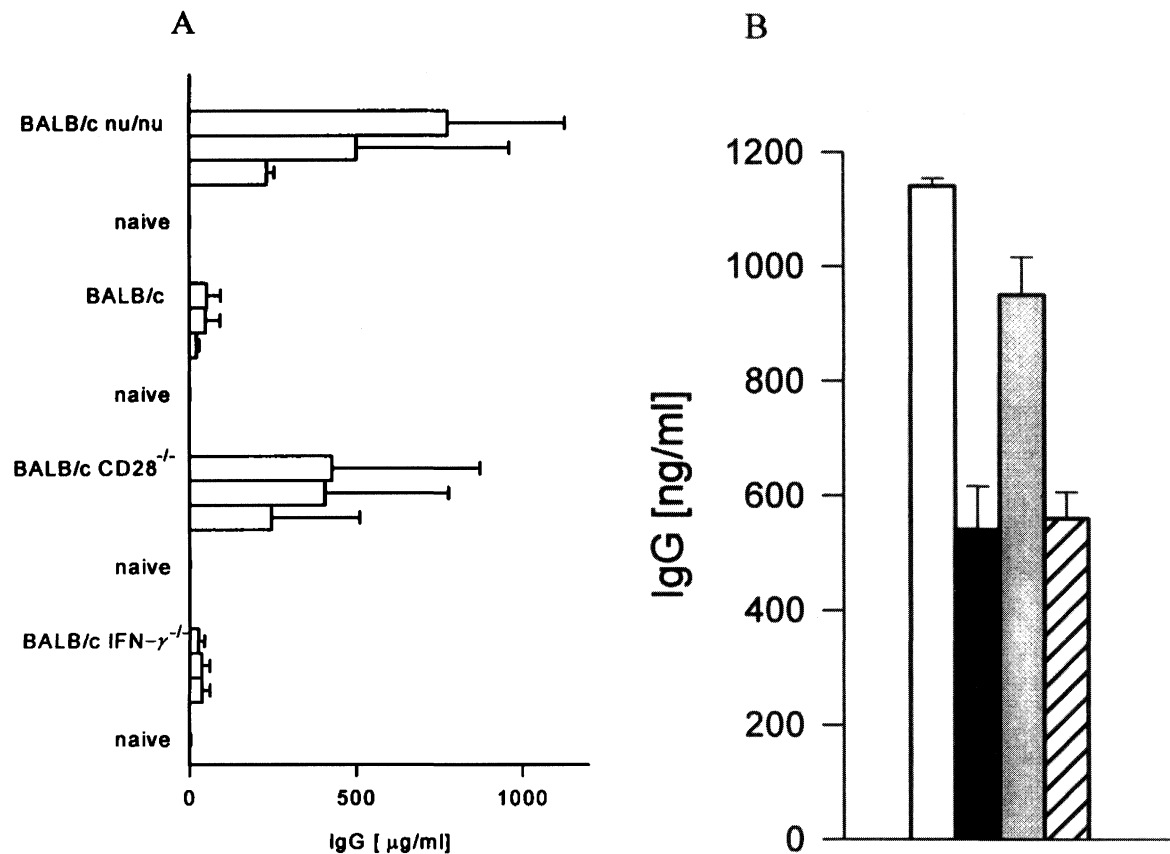 A
BALB/c nu/nu
naive
BALB/c
naive
BALB/c CD28-/-
naive
BALB/c IFN-γ-/-
naive
0 500 1000
IgG [ µg/ml]
B
IgG [ng/ml]
1200
1000
800
600
400
200
0